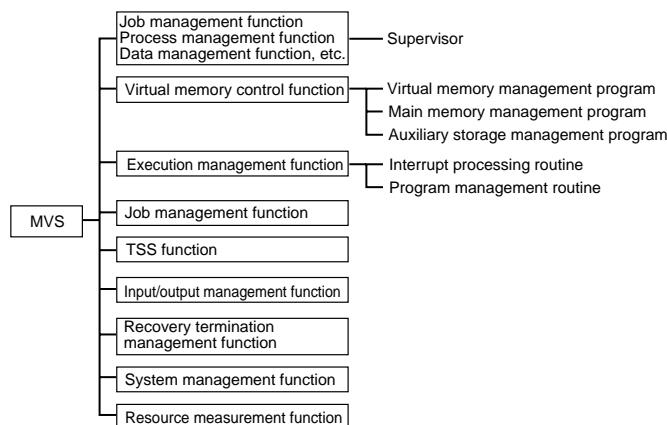 Job management function
Process management function
Data management function, etc.
Supervisor
Virtual memory control function
Virtual memory management program
Main memory management program
Auxiliary storage management program
Execution management function
Interrupt processing routine
Program management routine
MVS
Job management function
TSS function
Input/output management function
Recovery termination
management function
System management function
Resource measurement function